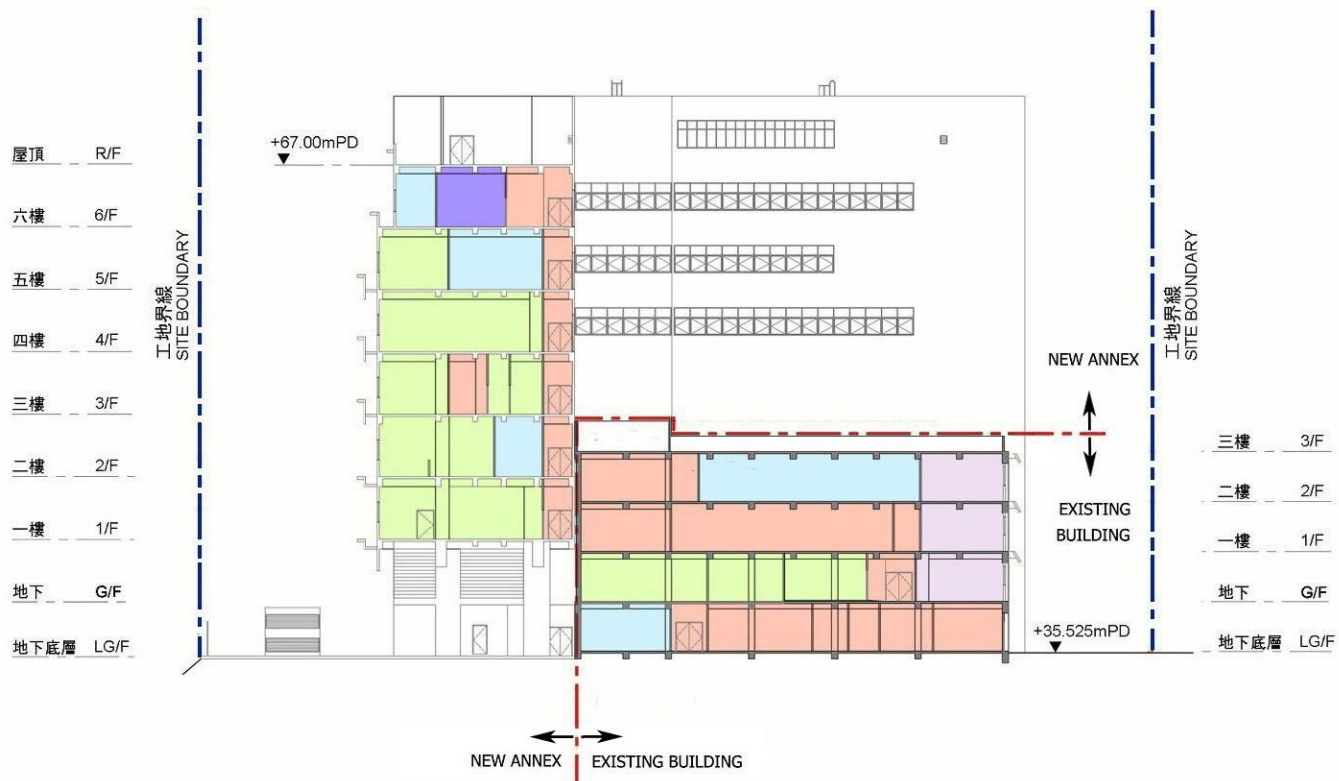 屋頂 R/F
六樓 6/F
五樓 5/F
四樓 4/F
三樓 3/F
二樓 2/F
一樓 1/F
地下 G/F
地下底層 LG/F
工地界線
SITE BOUNDARY
+67.00mPD
工地界線
SITE BOUNDARY
NEW ANNEX
EXISTING
BUILDING
+35.525mPD
三樓 3/F
二樓 2/F
一樓 1/F
地下 G/F
地下底層 LG/F
NEW ANNEX
EXISTING BUILDING